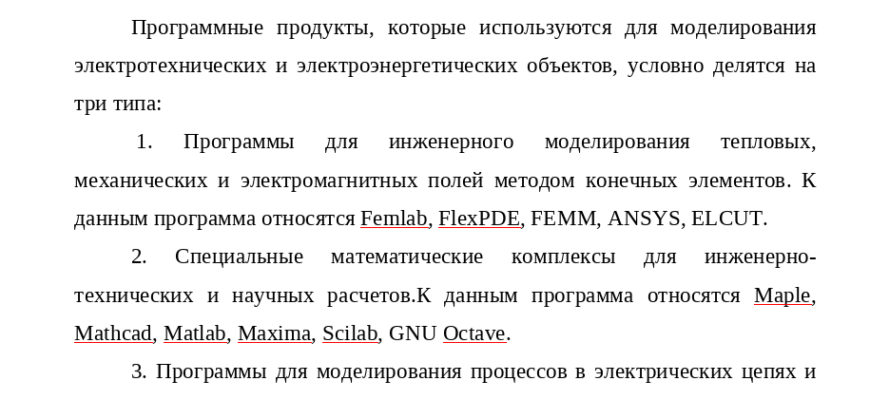 Программные продукты, которые используются для моделирования
электротехнических и электроэнергетических объектов, условно делятся на
три типа:
1. Программы для инженерного моделирования тепловых,
механических и электромагнитных полей методом конечных элементов. К
данным программа относятся Femlab, FlexPDE, FEMM, ANSYS, ELCUT.
2. Специальные математические комплексы для инженерно-
технических и научных расчетов.К данным программа относятся Maple,
Mathcad, Matlab, Maxima, Scilab, GNU Octave.
3. Программы для моделирования процессов в электрических цепях и